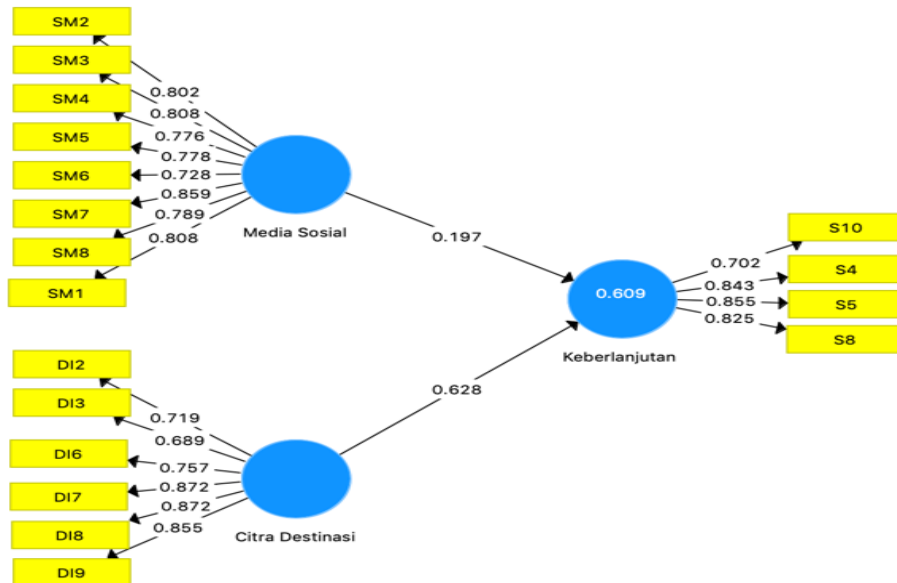 SM2
SM3
SM4
SM5
SM6
SM7
SM8
SM1
0.802
0.808
0.776
0.778
0.728
0.859
0.789
0.808
Media Sosial
0.197
DI2
DI3
DI6
DI7
DI8
DI9
0.719
0.689
0.757
0.872
0.872
0.855
Citra Destinasi
0.628
0.609
Keberlanjutan
0.702
0.843
0.855
0.825
S10
S4
S5
S8